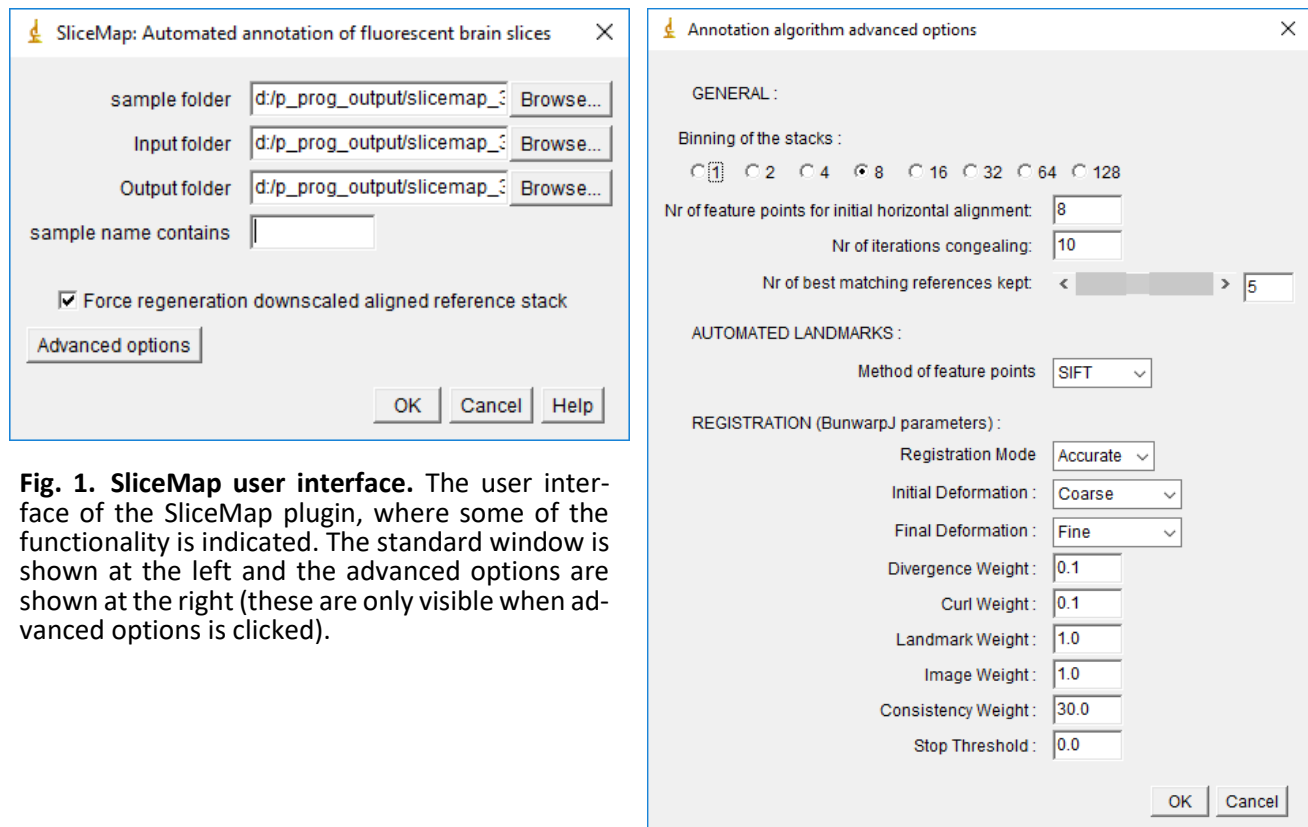 SliceMap: Automated annotation of fluorescent brain slices
sample folder d:/p_prog_output/slicemap_3 Browse...
Input folder d:/p_prog_output/slicemap_3 Browse...
Output folder d:/p_prog_output/slicemap_3 Browse...
sample name contains
Force regeneration downscaled aligned reference stack
Advanced options
OK Cancel Help
Fig. 1. SliceMap user interface. The user inter-
face of the SliceMap plugin, where some of the
functionality is indicated. The standard window is
shown at the left and the advanced options are
shown at the right (these are only visible when ad-
vanced options is clicked).
Annotation algorithm advanced options
GENERAL :
Binning of the stacks :
1 2 4 8 16 32 64 128
Nr of feature points for initial horizontal alignment: 8
Nr of iterations congealing: 10
Nr of best matching references kept: 5
AUTOMATED LANDMARKS :
Method of feature points SIFT
REGISTRATION (BunwarpJ parameters) :
Registration Mode Accurate
Initial Deformation : Coarse
Final Deformation : Fine
Divergence Weight : 0.1
Curl Weight : 0.1
Landmark Weight : 1.0
Image Weight : 1.0
Consistency Weight : 30.0
Stop Threshold : 0.0
OK Cancel